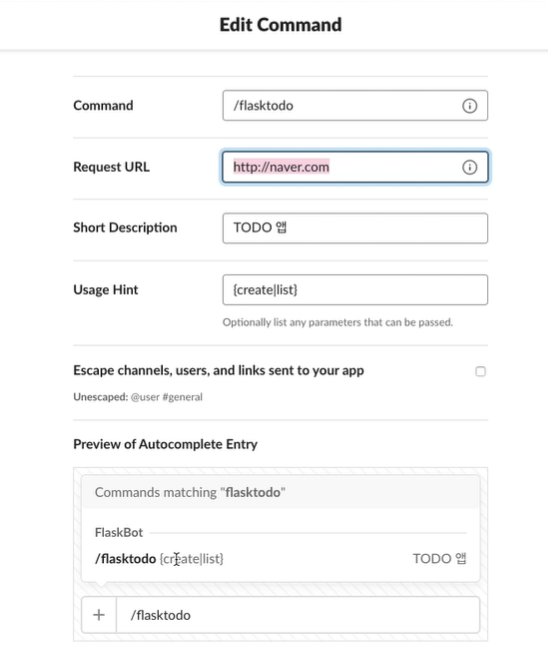 Edit Command
Command
/flasktodo
Request URL
http://naver.com
Short Description
TODO 앱
Usage Hint
{create|list}
Optionally list any parameters that can be passed.
Escape channels, users, and links sent to your app
Unescaped: @user #general
Preview of Autocomplete Entry
Commands matching "flasktodo"
FlaskBot
/flasktodo {create|list} TODO 앱
+ /flasktodo